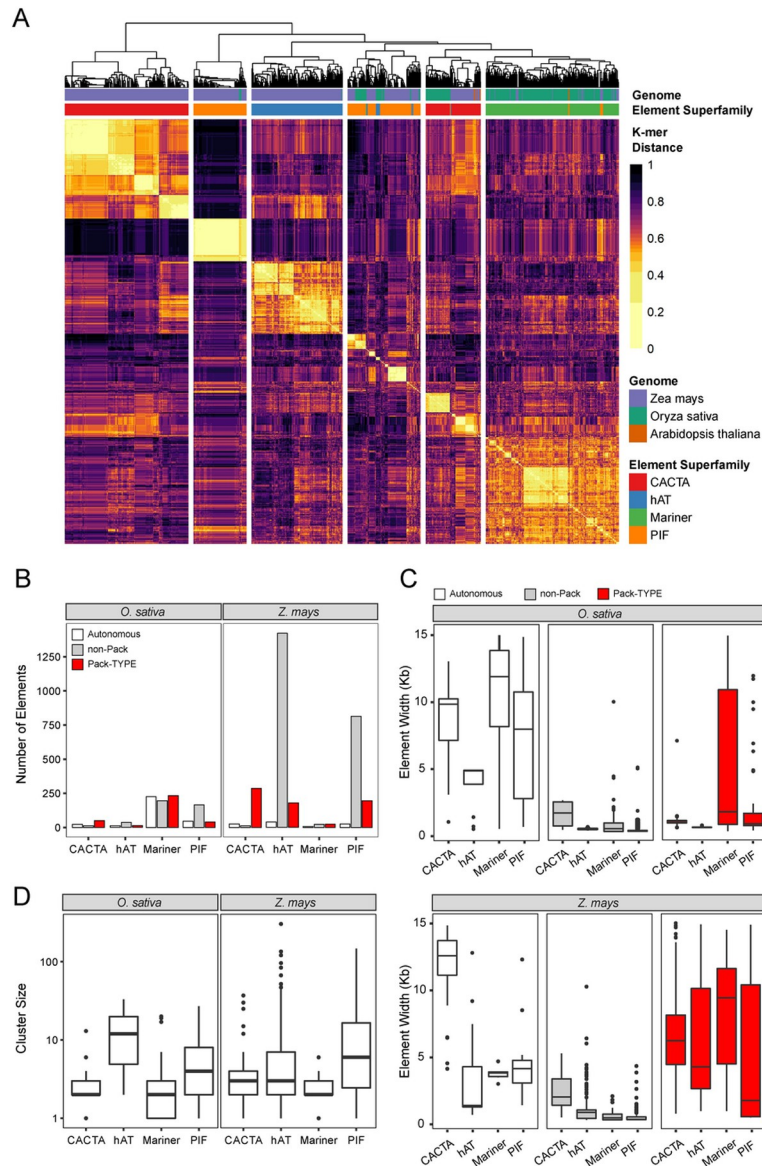 A
Genome
Element Superfamily
K-mer
Distance
1
0.8
0.6
0.4
0.2
0
Genome
Zea mays
Oryza sativa
Arabidopsis thaliana
Element Superfamily
CACTA
hAT
Mariner
PIF
B
O. sativa
Z. mays
Autonomous
non-Pack
Pack-TYPE
Number of Elements
1250
1000
750
500
250
0
CACTA hAT Mariner PIF
CACTA hAT Mariner PIF
C
Autonomous non-Pack Pack-TYPE
O. sativa
Element Width (Kb)
15
10
5
0
CACTA hAT Mariner PIF
CACTA hAT Mariner PIF
CACTA hAT Mariner PIF
D
O. sativa
Z. mays
Cluster Size
100
10
1
CACTA hAT Mariner PIF
CACTA hAT Mariner PIF
Z. mays
Element Width (Kb)
15
10
5
0
CACTA hAT Mariner PIF
CACTA hAT Mariner PIF
CACTA hAT Mariner PIF